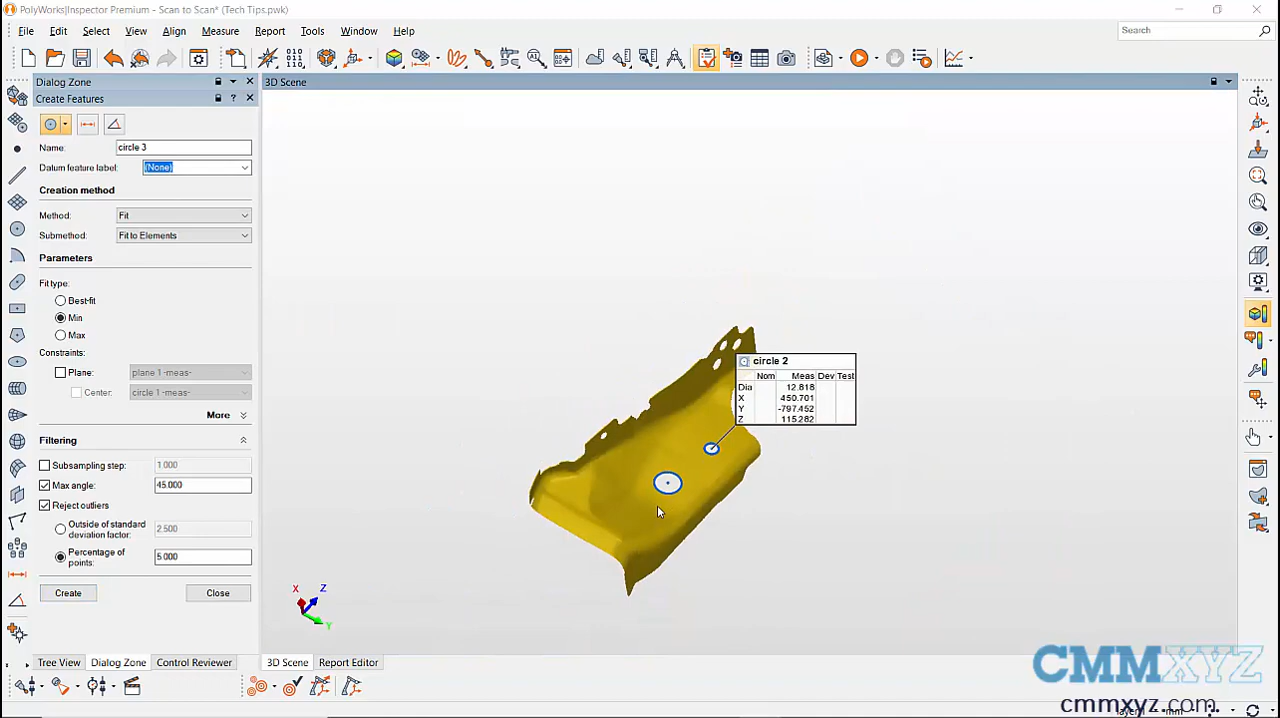 PolyWorks|Inspector Premium - Scan to Scan* (Tech Tips.pwk)
File Edit Select View Align Measure Report Tools Window Help
Search
Dialog Zone
3D Scene
Create Features
Name: circle 3
Datum feature label: (None)
Creation method
Method: Fit
Submethod: Fit to Elements
Parameters
Fit type:
Best-fit
Min
Max
Constraints:
Plane: plane 1 -meas-
Center: circle 1 -meas-
More
Filtering
Subsampling step: 1.000
Max angle: 45.000
Reject outliers
Outside of standard deviation factor: 2.500
Percentage of points: 5.000
Create Close
circle 2
Nom Meas Dev Test
Dia 12.818
X 450.701
Y -797.452
Z 115.282
X Z
Y
Tree View Dialog Zone Control Reviewer 3D Scene Report Editor
CMMXYZ
cmmxyz.com